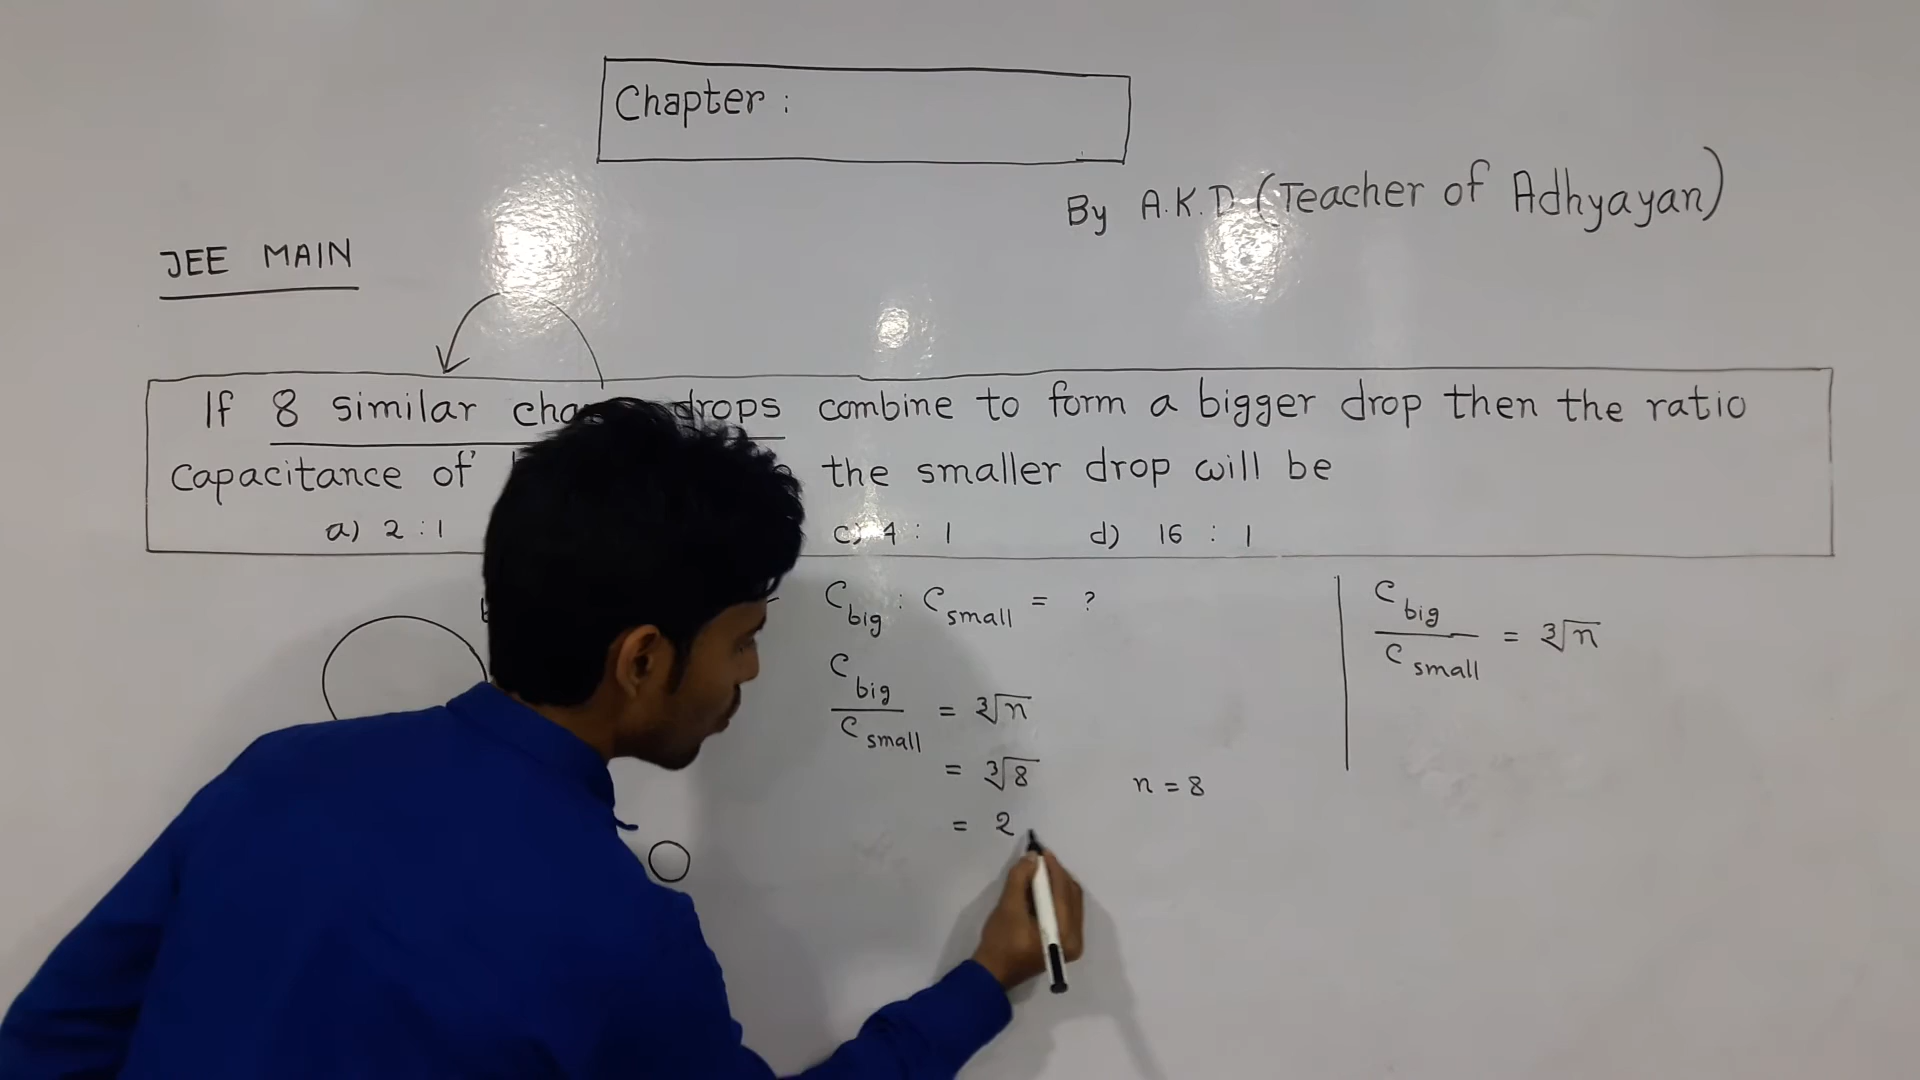 Chapter :
By A.K.D (Teacher of Adhyayan)
JEE MAIN
If 8 similar drops combine to form a bigger drop then the ratio
capacitance of the smaller drop will be
a) 2 : 1 c) 4 : 1 d) 16 : 1
C big : C small = ?
C big / C small = ∛n
= ∛8 n = 8
= 2
C big / C small = ∛n